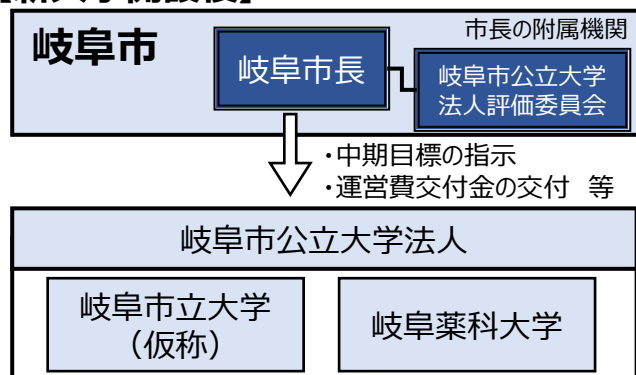 岐阜市
市長の附属機関
岐阜市長
岐阜市公立大学
法人評価委員会
・中期目標の指示
・運営費交付金の交付 等
岐阜市公立大学法人
岐阜市立大学
（仮称）
岐阜薬科大学